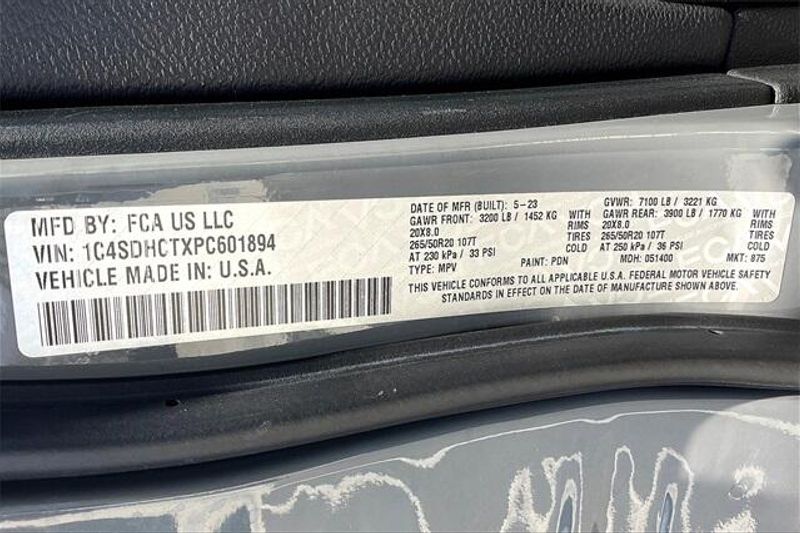 MFD BY: FCA US LLC
VIN: 1C4SDHCTXPC601894
VEHICLE MADE IN: U.S.A.
DATE OF MFR (BUILT): 5-23 GVWR: 7100 LB / 3221 KG
GAWR FRONT: 3200 LB / 1452 KG WITH GAWR REAR: 3900 LB / 1770 KG WITH
20X8.0 RIMS 20X8.0 RIMS
265/50R20 107T TIRES 265/50R20 107T TIRES
AT 230 kPa / 33 PSI COLD AT 250 kPa / 36 PSI COLD
TYPE: MPV PAINT: PDN MDH: 051400 MKT: 875
THIS VEHICLE CONFORMS TO ALL APPLICABLE U.S.A. FEDERAL MOTOR VEHICLE SAFETY
STANDARDS IN EFFECT ON THE DATE OF MANUFACTURE SHOWN ABOVE.